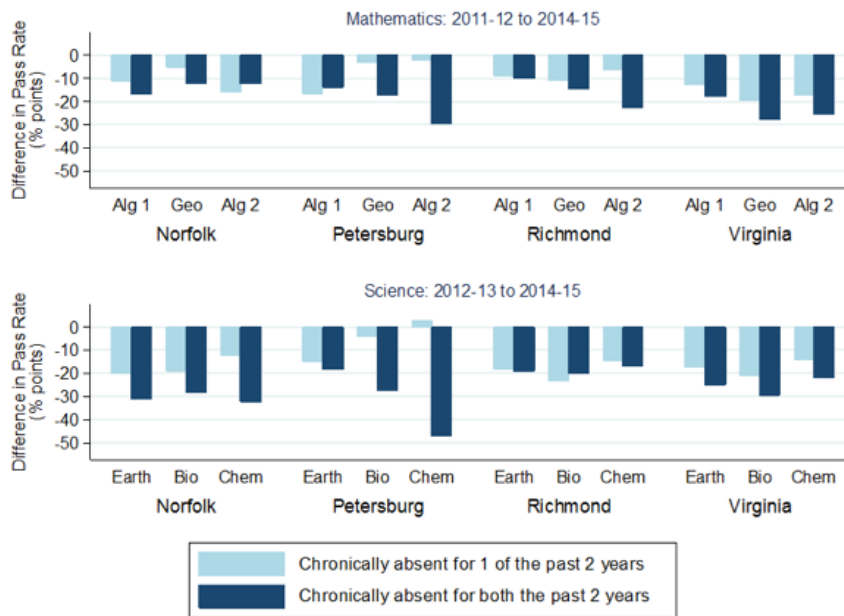 Mathematics: 2011-12 to 2014-15
Difference in Pass Rate
(% points)
0
-10
-20
-30
-40
-50
Alg 1 Geo Alg 2 Alg 1 Geo Alg 2 Alg 1 Geo Alg 2 Alg 1 Geo Alg 2
Norfolk Petersburg Richmond Virginia
Science: 2012-13 to 2014-15
Difference in Pass Rate
(% points)
0
-10
-20
-30
-40
-50
Earth Bio Chem Earth Bio Chem Earth Bio Chem Earth Bio Chem
Norfolk Petersburg Richmond Virginia
Chronically absent for 1 of the past 2 years
Chronically absent for both the past 2 years